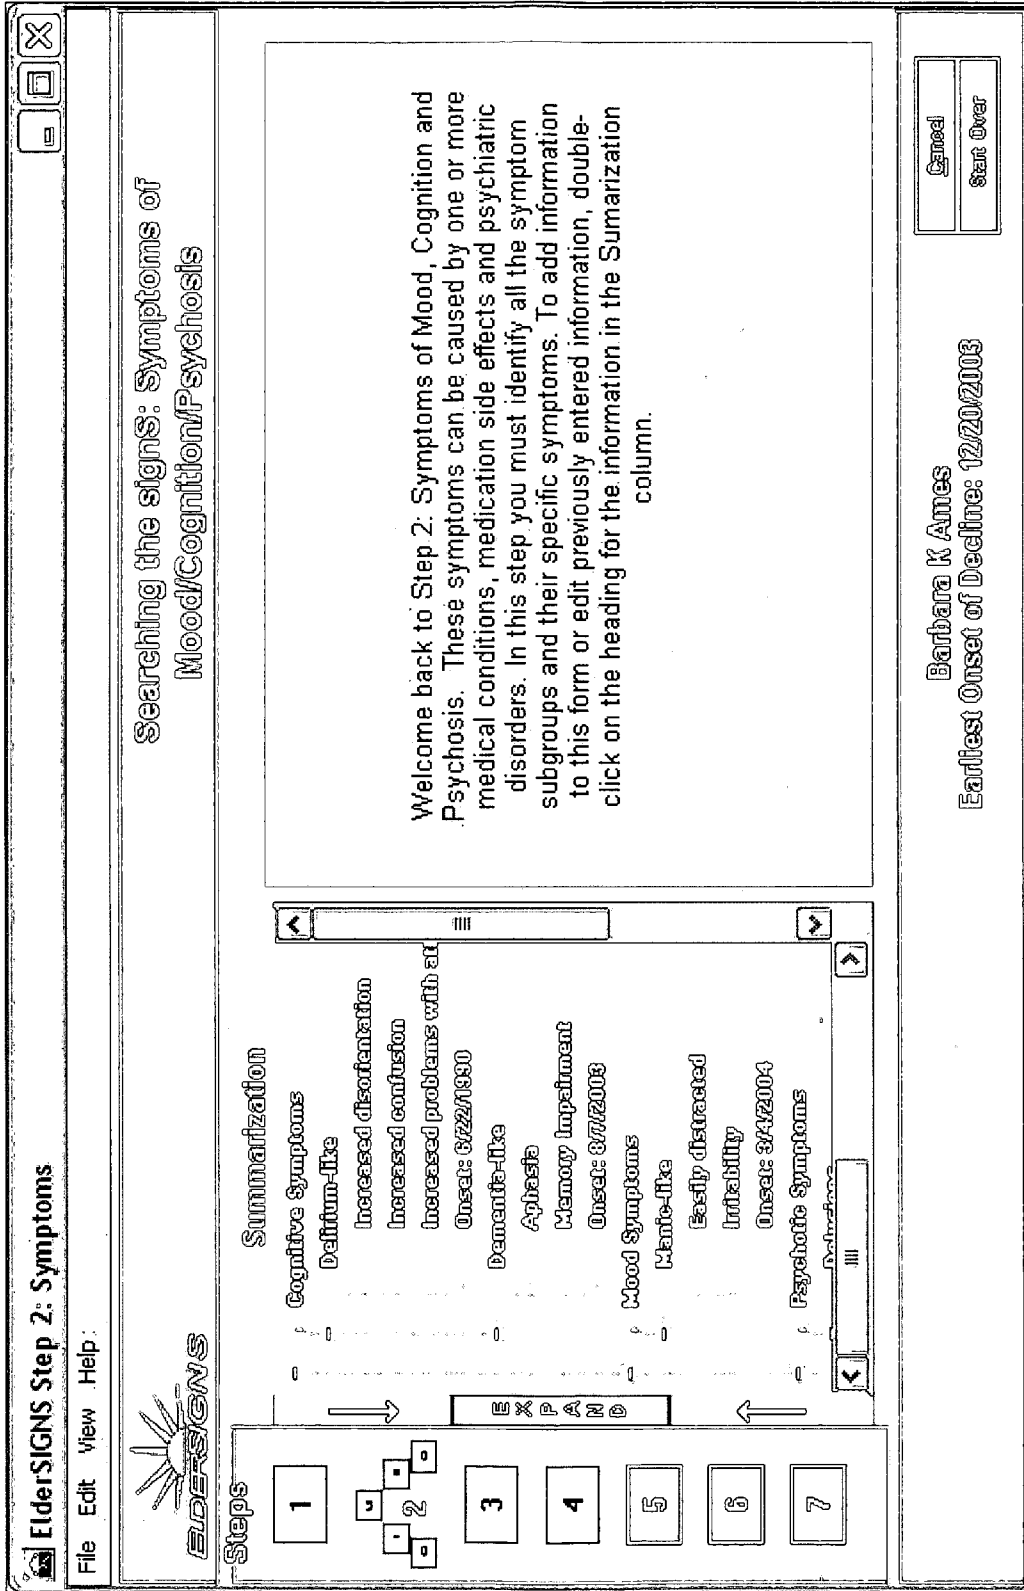 ElderSIGNS Step 2: Symptoms
File Edit View Help
ELDERSIGNS
Searching the signS: Symptoms of
Mood/Cognition/Psychosis
Steps
1
2
3
4
5
6
7
EXPAND
Summarization
Cognitive Symptoms
Delirium-like
Increased disorientation
Increased confusion
Increased problems with at
Onset: 6/22/1990
Dementia-like
Aphasia
Memory Impairment
Onset: 8/7/2003
Mood Symptoms
Manic-like
Easily distracted
Irritability
Onset: 3/4/2004
Psychotic Symptoms
Delusions
Welcome back to Step 2: Symptoms of Mood, Cognition and
Psychosis. These symptoms can be caused by one or more
medical conditions, medication side effects and psychiatric
disorders. In this step you must identify all the symptom
subgroups and their specific symptoms. To add information
to this form or edit previously entered information, double-
click on the heading for the information in the Sumarization
column.
Barbara K Ames
Earliest Onset of Decline: 12/20/2003
Cancel
Start Over